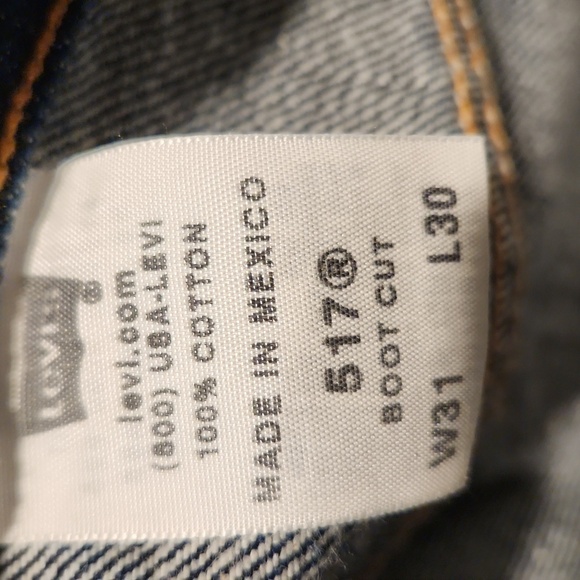 LEVI'S ®
levi.com
(800) USA-LEVI
100% COTTON
MADE IN MEXICO
517®
BOOT CUT
W31 L30